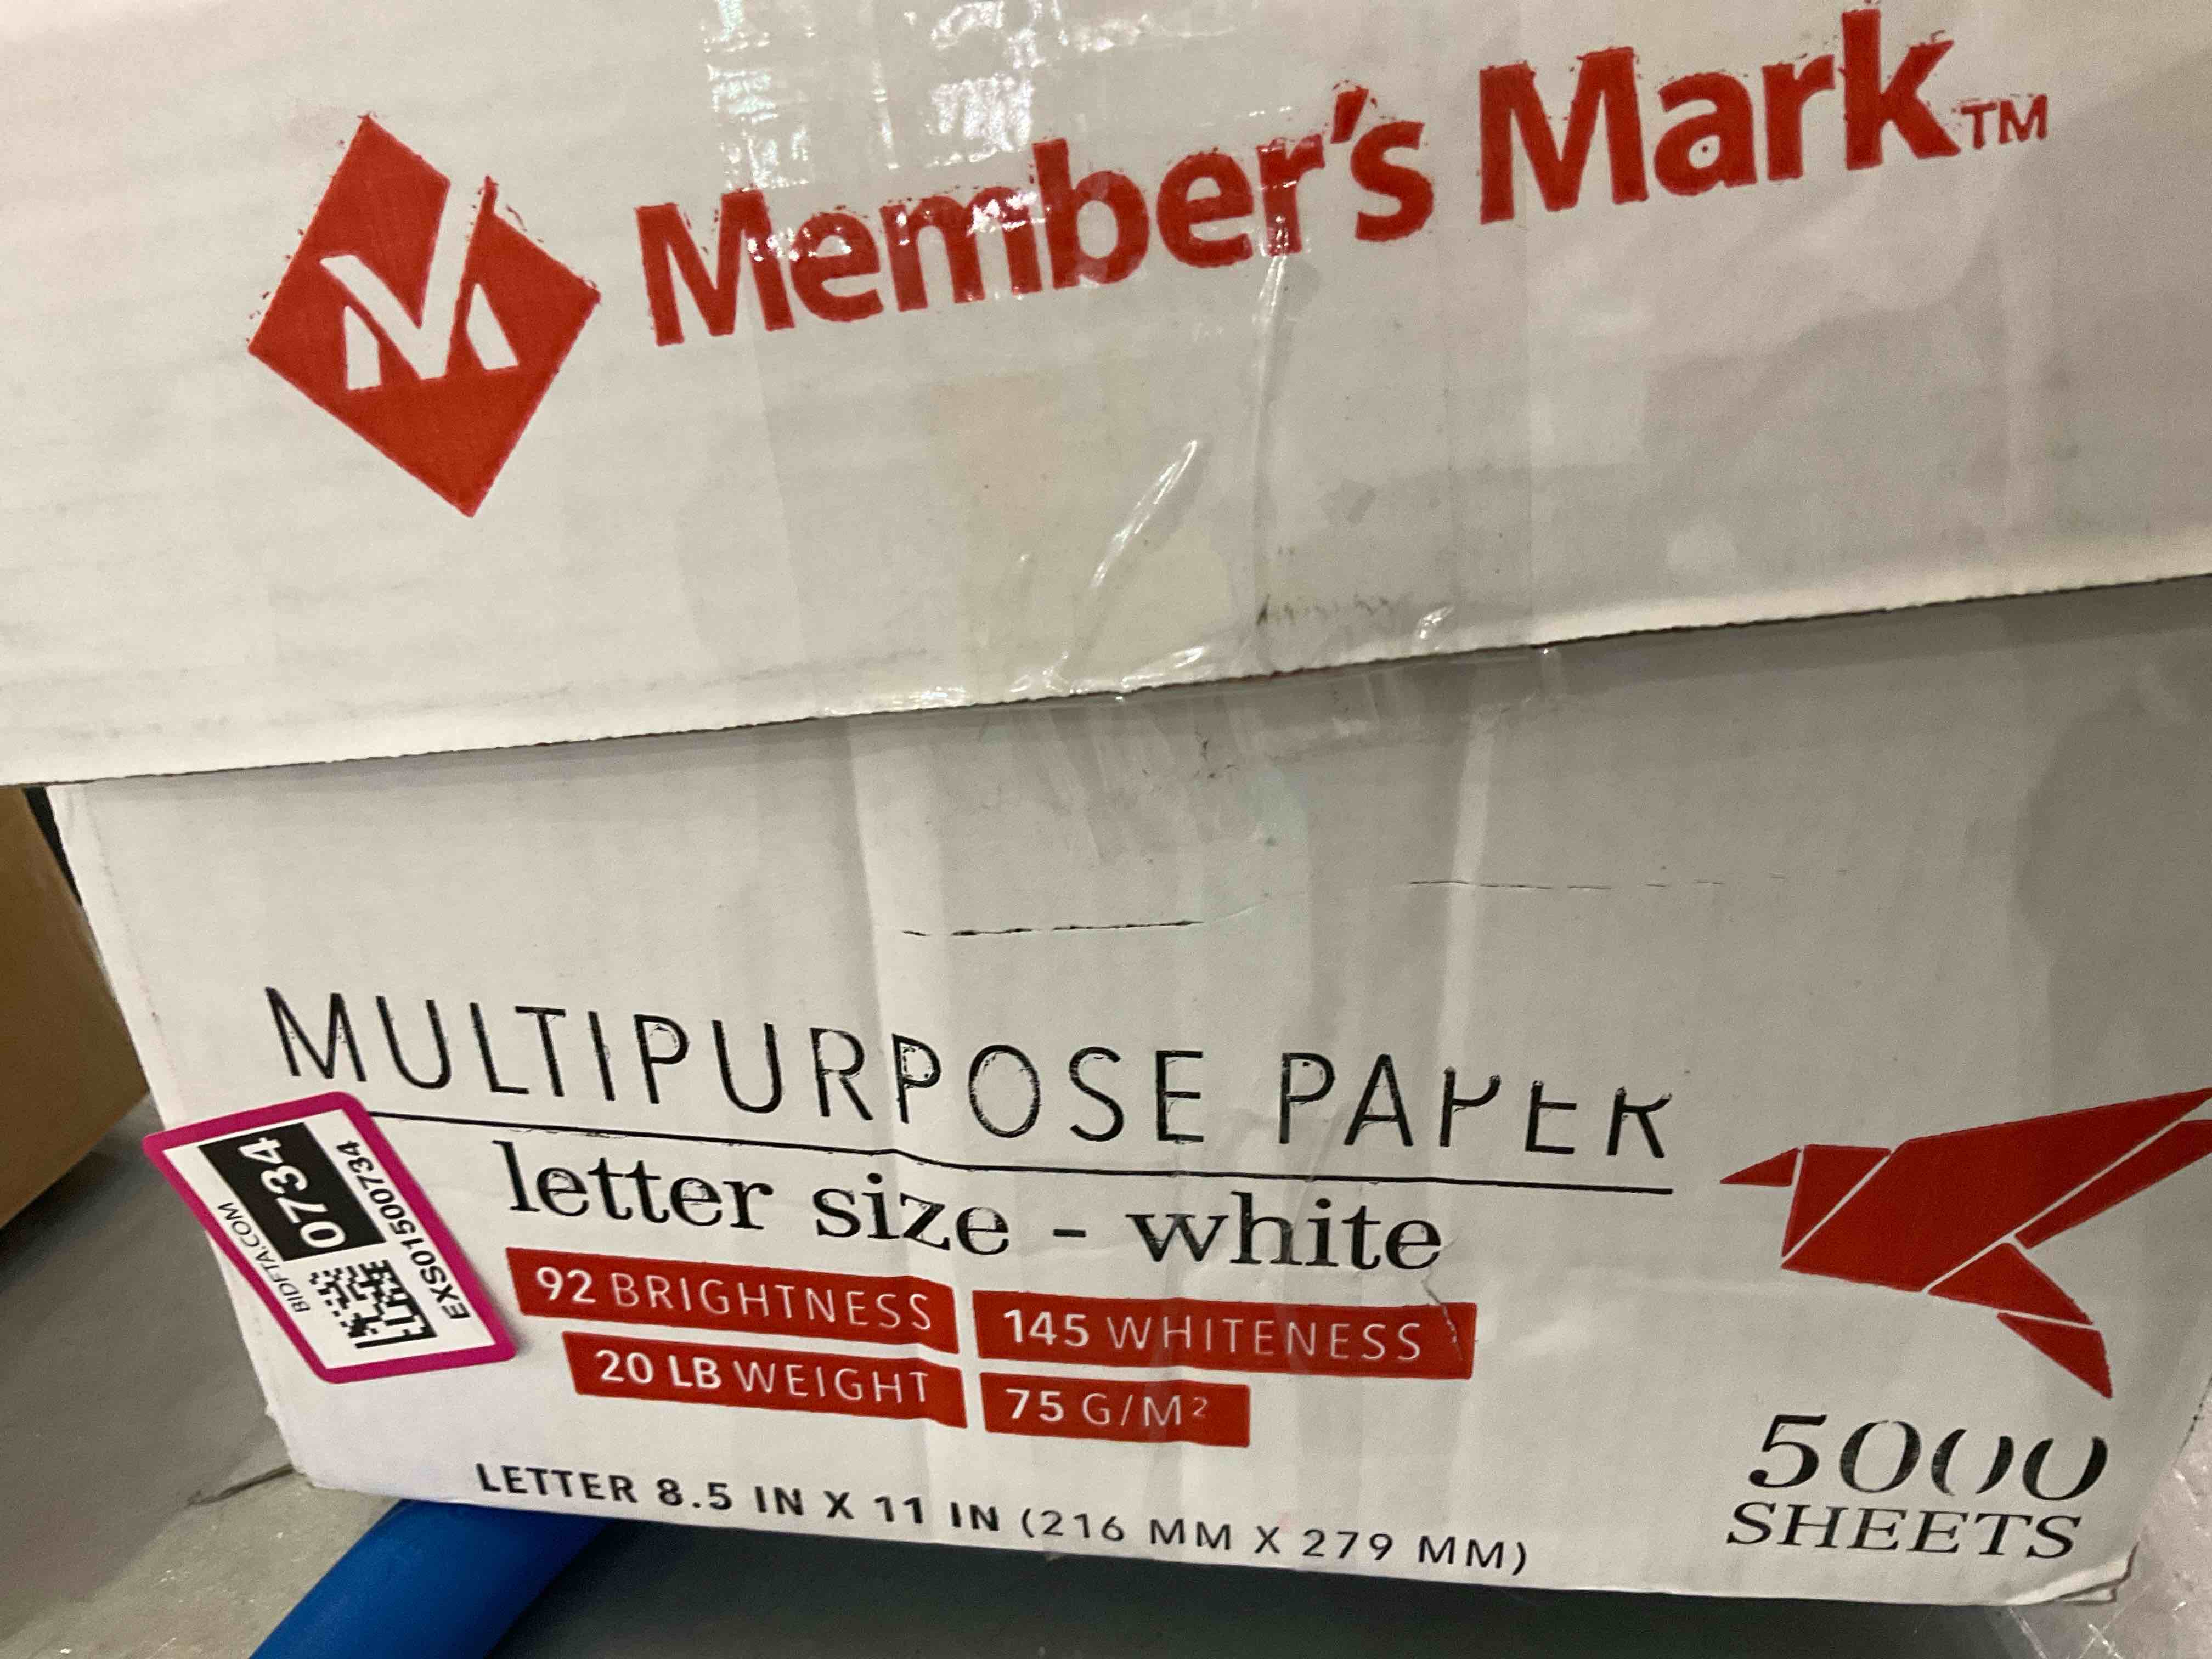 Member's Mark™
MULTIPURPOSE PAPER
letter size - white
92 BRIGHTNESS
145 WHITENESS
20 LB WEIGHT
75 G/M²
LETTER 8.5 IN X 11 IN (216 MM X 279 MM)
5000
SHEETS
BIDFTA.COM
0734
EXS01500734